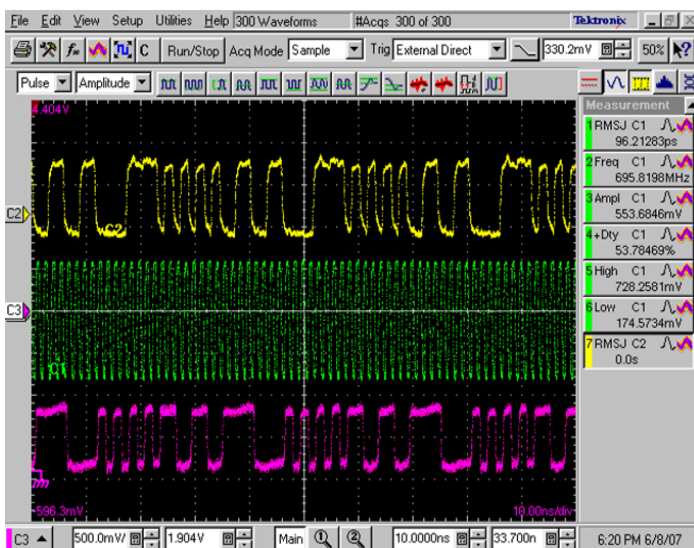 File Edit View Setup Utilities Help 300 Waveforms #Acqs 300 of 300 Tektronix
C Run/Stop Acq Mode Sample Trig External Direct 330.2mV 50%
Pulse Amplitude
Measurement
4.404V
1 RMSJ C1
96.21283ps
2 Freq C1
695.8198MHz
3 Ampl C1
553.6846mV
4 +Dty C1
53.78469%
5 High C1
728.2581mV
6 Low C1
174.5734mV
7 RMSJ C2
0.0s
C2
C2
C3
C1
-596.3mV 10.00ns/div
C3 500.0mV/ 1.904V Main 1 2 10.0000ns 33.700n 6:20 PM 6/8/07